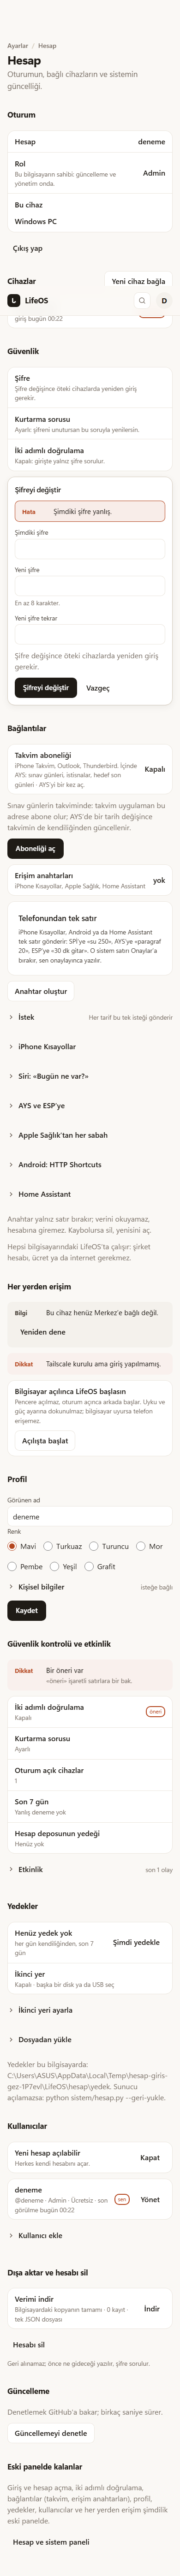 Ayarlar / Hesap
Hesap
Oturumun, bağlı cihazların ve sistemin
güncelliği.
Oturum
Hesap deneme
Rol
Bu bilgisayarın sahibi: güncelleme ve
yönetim onda.
Admin
Bu cihaz
Windows PC
Çıkış yap
Cihazlar Yeni cihaz bağla
LifeOS D
giriş bugün 00:22
Güvenlik
Şifre
Şifre değişince öteki cihazlarda yeniden giriş
gerekir.
Kurtarma sorusu
Ayarlı: şifreni unutursan bu soruyla yenilersin.
İki adımlı doğrulama
Kapalı: girişte yalnız şifre sorulur.
Şifreyi değiştir
Hata Şimdiki şifre yanlış.
Şimdiki şifre
Yeni şifre
En az 8 karakter.
Yeni şifre tekrar
Şifre değişince öteki cihazlarda yeniden giriş
gerekir.
Şifreyi değiştir Vazgeç
Bağlantılar
Takvim aboneliği
iPhone Takvim, Outlook, Thunderbird. İçinde
AYS: sınav günleri, istisnalar, hedef son
günleri · AYS'yi bir kez aç.
Kapalı
Sınav günlerin takviminde: takvim uygulaman bu
adrese abone olur; AYS'de bir tarih değişince
takvimin de kendiliğinden güncellenir.
Aboneliği aç
Erişim anahtarları
iPhone Kısayollar, Apple Sağlık, Home Assistant
yok
Telefonundan tek satır
iPhone Kısayollar, Android ya da Home Assistant
tek satır gönderir: SPİ'ye «su 250», AYS'ye «paragraf
20», ESP'ye «30 dk gitar». O sistem satırı Onaylar'a
bırakır, sen onaylayınca yazılır.
Anahtar oluştur
İstek Her tarif bu tek isteği gönderir
iPhone Kısayollar
Siri: «Bugün ne var?»
AYS ve ESP'ye
Apple Sağlık'tan her sabah
Android: HTTP Shortcuts
Home Assistant
Anahtar yalnız satır bırakır; verini okuyamaz,
hesabına giremez. Kaybolursa sil, yenisini aç.
Hepsi bilgisayarındaki LifeOS'ta çalışır: şirket
hesabı, ücret ya da internet gerekmez.
Her yerden erişim
Bilgi Bu cihaz henüz Merkez'e bağlı değil.
Yeniden dene
Dikkat Tailscale kurulu ama giriş yapılmamış.
Bilgisayar açılınca LifeOS başlasın
Pencere açılmaz, oturum açınca arkada başlar. Uyku ve
güç ayarına dokunulmaz; bilgisayar uyursa telefon
erişemez.
Açılışta başlat
Profil
Görünen ad
deneme
Renk
Mavi Turkuaz Turuncu Mor
Pembe Yeşil Grafit
Kişisel bilgiler isteğe bağlı
Kaydet
Güvenlik kontrolü ve etkinlik
Dikkat Bir öneri var
«öneri» işaretli satırlara bir bak.
İki adımlı doğrulama
Kapalı
öneri
Kurtarma sorusu
Ayarlı
Oturum açık cihazlar
1
Son 7 gün
Yanlış deneme yok
Hesap deposunun yedeği
Henüz yok
Etkinlik son 1 olay
Yedekler
Henüz yedek yok
her gün kendiliğinden, son 7
gün
Şimdi yedekle
İkinci yer
Kapalı · başka bir disk ya da USB seç
İkinci yeri ayarla
Dosyadan yükle
Yedekler bu bilgisayarda:
C:\Users\ASUS\AppData\Local\Temp\hesap-giris-
gez-1P7evl\LifeOS\hesap\yedek. Sunucu
açılamazsa: python sistem/hesap.py --geri-yukle.
Kullanıcılar
Yeni hesap açılabilir
Herkes kendi hesabını açar.
Kapat
deneme
@deneme · Admin · Ücretsiz · son
görülme bugün 00:22
sen Yönet
Kullanıcı ekle
Dışa aktar ve hesabı sil
Verimi indir
Bilgisayardaki kopyanın tamamı · 0 kayıt ·
tek JSON dosyası
İndir
Hesabı sil
Geri alınamaz; önce ne gideceği yazılır, şifre sorulur.
Güncelleme
Denetlemek GitHub'a bakar; birkaç saniye sürer.
Güncellemeyi denetle
Eski panelde kalanlar
Giriş ve hesap açma, iki adımlı doğrulama,
bağlantılar (takvim, erişim anahtarları), profil,
yedekler, kullanıcılar ve her yerden erişim şimdilik
eski panelde.
Hesap ve sistem paneli